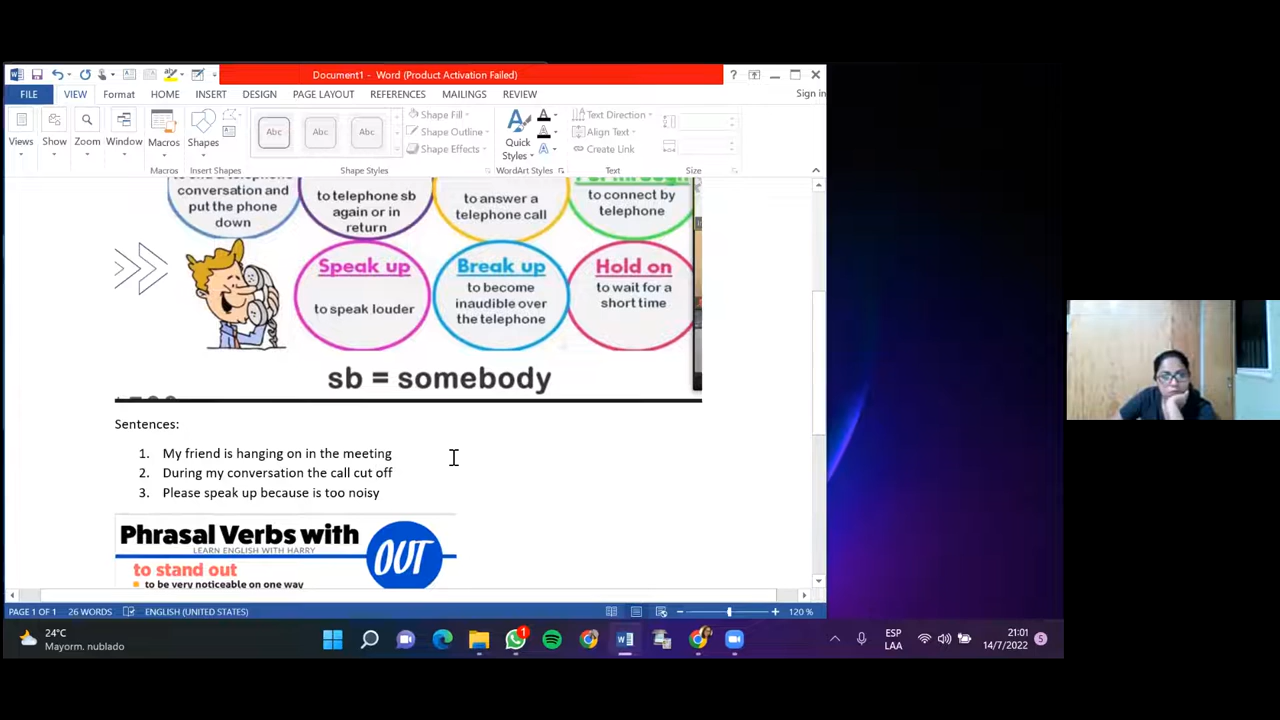 Document1 - Word (Product Activation Failed)
?
FILE VIEW Format HOME INSERT DESIGN PAGE LAYOUT REFERENCES MAILINGS REVIEW Sign in
Views Show Zoom Window Macros Shapes Abc Abc Abc Shape Fill Shape Outline Shape Effects Quick Styles Text Direction Align Text Create Link
Insert Shapes Shape Styles WordArt Styles Text Size
conversation and put the phone down
to telephone sb again or in return
to answer a telephone call
to connect by telephone
Speak up
to speak louder
Break up
to become inaudible over the telephone
Hold on
to wait for a short time
sb = somebody
Sentences:
1. My friend is hanging on in the meeting
2. During my conversation the call cut off
3. Please speak up because is too noisy
Phrasal Verbs with OUT
LEARN ENGLISH WITH HARRY
to stand out
to be very noticeable on one way
PAGE 1 OF 1 26 WORDS ENGLISH (UNITED STATES) 120 %
24°C
Mayorm. nublado
1
ESP
LAA
21:01
14/7/2022
5